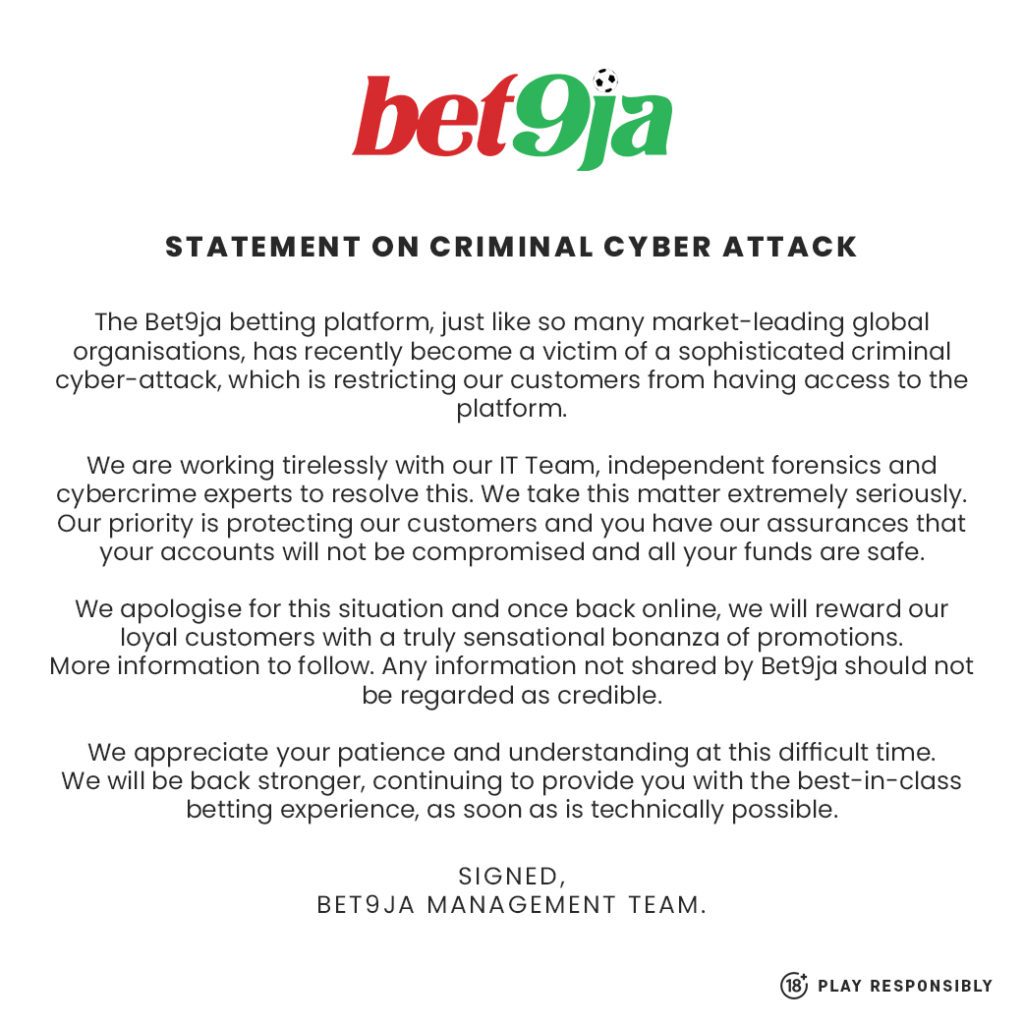 bet9ja
STATEMENT ON CRIMINAL CYBER ATTACK
The Bet9ja betting platform, just like so many market-leading global
organisations, has recently become a victim of a sophisticated criminal
cyber-attack, which is restricting our customers from having access to the
platform.
We are working tirelessly with our IT Team, independent forensics and
cybercrime experts to resolve this. We take this matter extremely seriously.
Our priority is protecting our customers and you have our assurances that
your accounts will not be compromised and all your funds are safe.
We apologise for this situation and once back online, we will reward our
loyal customers with a truly sensational bonanza of promotions.
More information to follow. Any information not shared by Bet9ja should not
be regarded as credible.
We appreciate your patience and understanding at this difficult time.
We will be back stronger, continuing to provide you with the best-in-class
betting experience, as soon as is technically possible.
SIGNED,
BET9JA MANAGEMENT TEAM.
18+ PLAY RESPONSIBLY